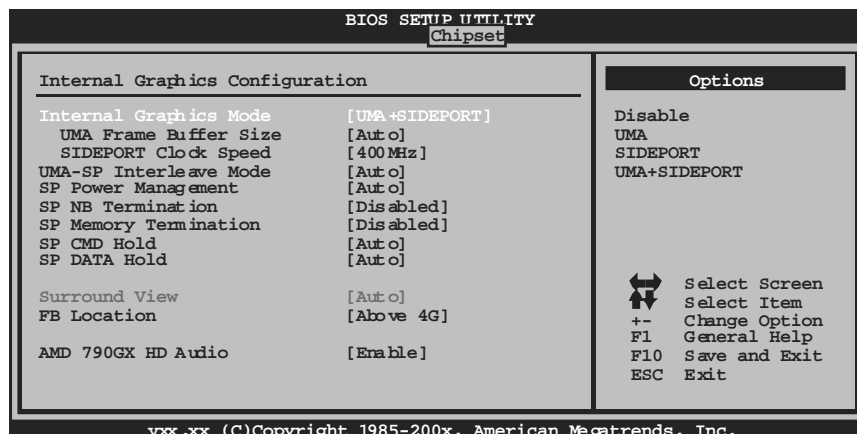 BIOS SETUP UTILITY
Chipset
Internal Graphics Configuration
Internal Graphics Mode [UMA+SIDEPORT]
UMA Frame Buffer Size [Auto]
SIDEPORT Clock Speed [400MHz]
UMA-SP Interleave Mode [Auto]
SP Power Management [Auto]
SP NB Termination [Disabled]
SP Memory Termination [Disabled]
SP CMD Hold [Auto]
SP DATA Hold [Auto]
Surround View [Auto]
FB Location [Above 4G]
AMD 790GX HD Audio [Enable]
Options
Disable
UMA
SIDEPORT
UMA+SIDEPORT
Select Screen
Select Item
+- Change Option
F1 General Help
F10 Save and Exit
ESC Exit
vxx.xx (C)Copyright 1985-200x, American Megatrends, Inc.